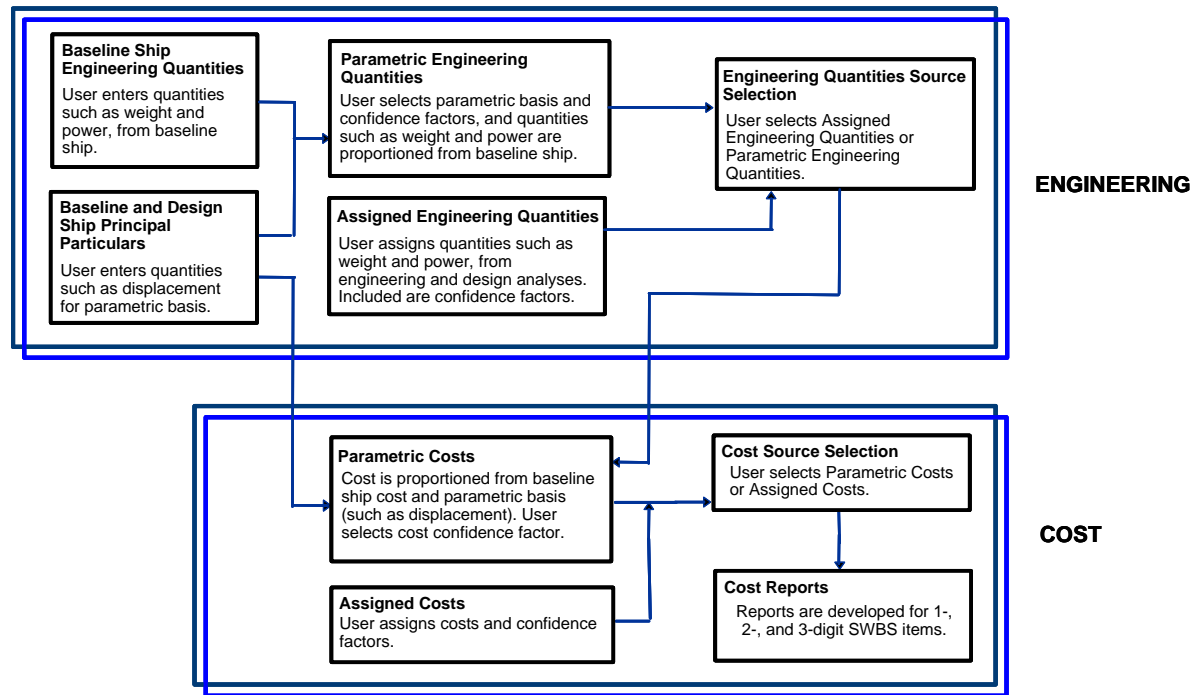 Baseline Ship
Engineering Quantities
User enters quantities
such as weight and
power, from baseline
ship.
Baseline and Design
Ship Principal
Particulars
User enters quantities
such as displacement
for parametric basis.
Parametric Engineering
Quantities
User selects parametric basis and
confidence factors, and quantities
such as weight and power are
proportioned from baseline ship.
Assigned Engineering Quantities
User assigns quantities such as
weight and power, from
engineering and design analyses.
Included are confidence factors.
Engineering Quantities Source
Selection
User selects Assigned
Engineering Quantities or
Parametric Engineering
Quantities.
ENGINEERING
Parametric Costs
Cost is proportioned from baseline
ship cost and parametric basis
(such as displacement). User
selects cost confidence factor.
Assigned Costs
User assigns costs and confidence
factors.
Cost Source Selection
User selects Parametric Costs
or Assigned Costs.
Cost Reports
Reports are developed for 1-,
2-, and 3-digit SWBS items.
COST